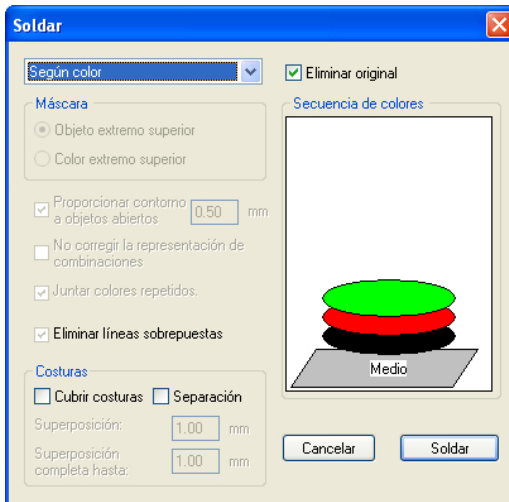 Soldar
Según color
Eliminar original
Máscara
Objeto extremo superior
Color extremo superior
Proporcionar contorno
a objetos abiertos
0.50 mm
No corregir la representación de
combinaciones
Juntar colores repetidos.
Eliminar líneas sobrepuestas
Costuras
Cubrir costuras Separación
Superposición: 1.00 mm
Superposición
completa hasta: 1.00 mm
Secuencia de colores
Medio
Cancelar Soldar